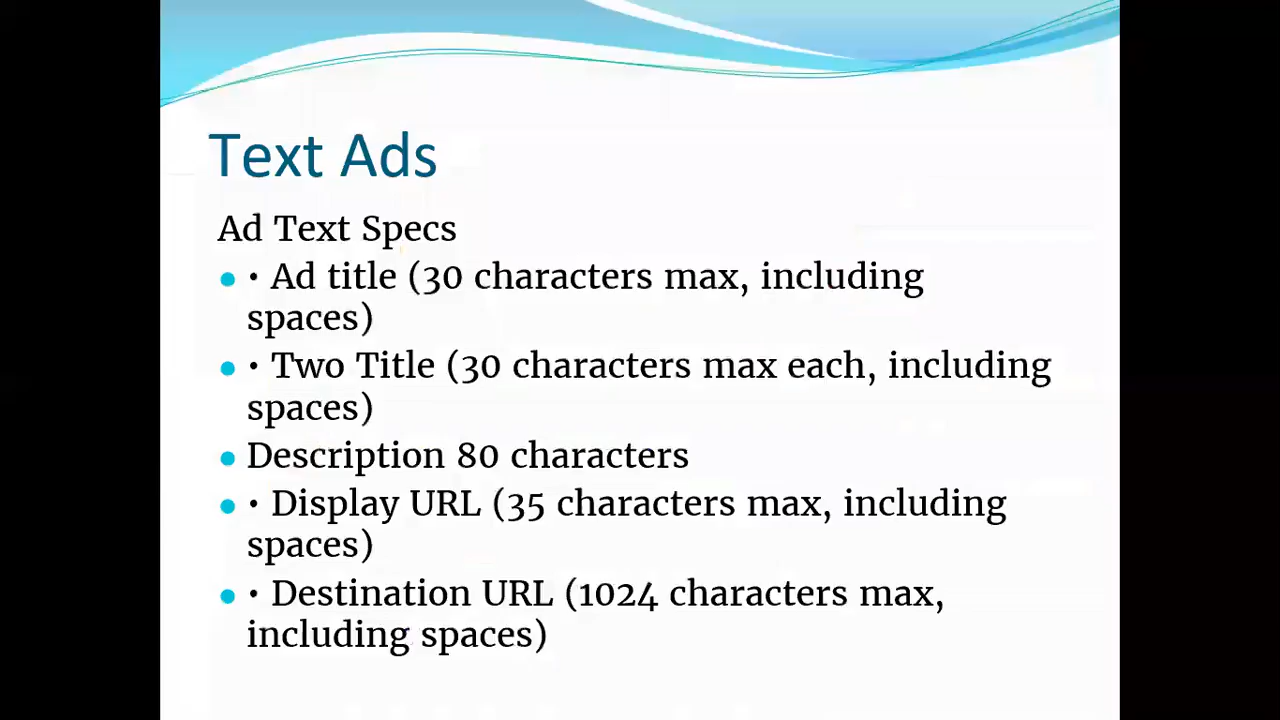 Text Ads
Ad Text Specs
• • Ad title (30 characters max, including
spaces)
• • Two Title (30 characters max each, including
spaces)
• Description 80 characters
• • Display URL (35 characters max, including
spaces)
• • Destination URL (1024 characters max,
including spaces)